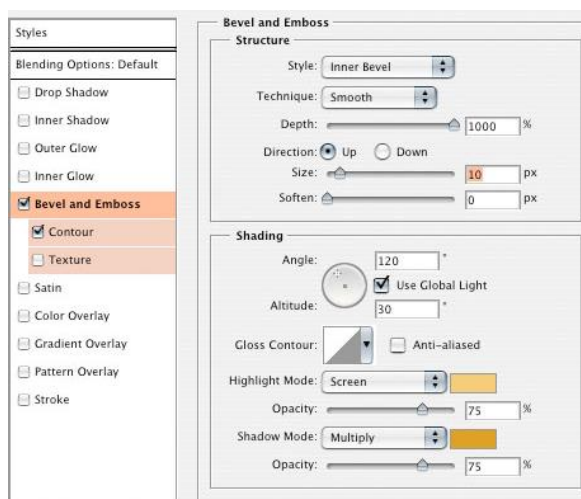 Styles
Blending Options: Default
Drop Shadow
Inner Shadow
Outer Glow
Inner Glow
Bevel and Emboss
Contour
Texture
Satin
Color Overlay
Gradient Overlay
Pattern Overlay
Stroke
Bevel and Emboss
Structure
Style: Inner Bevel
Technique: Smooth
Depth: 1000 %
Direction: Up Down
Size: 10 px
Soften: 0 px
Shading
Angle: 120 °
Use Global Light
Altitude: 30 °
Gloss Contour: Anti-aliased
Highlight Mode: Screen
Opacity: 75 %
Shadow Mode: Multiply
Opacity: 75 %